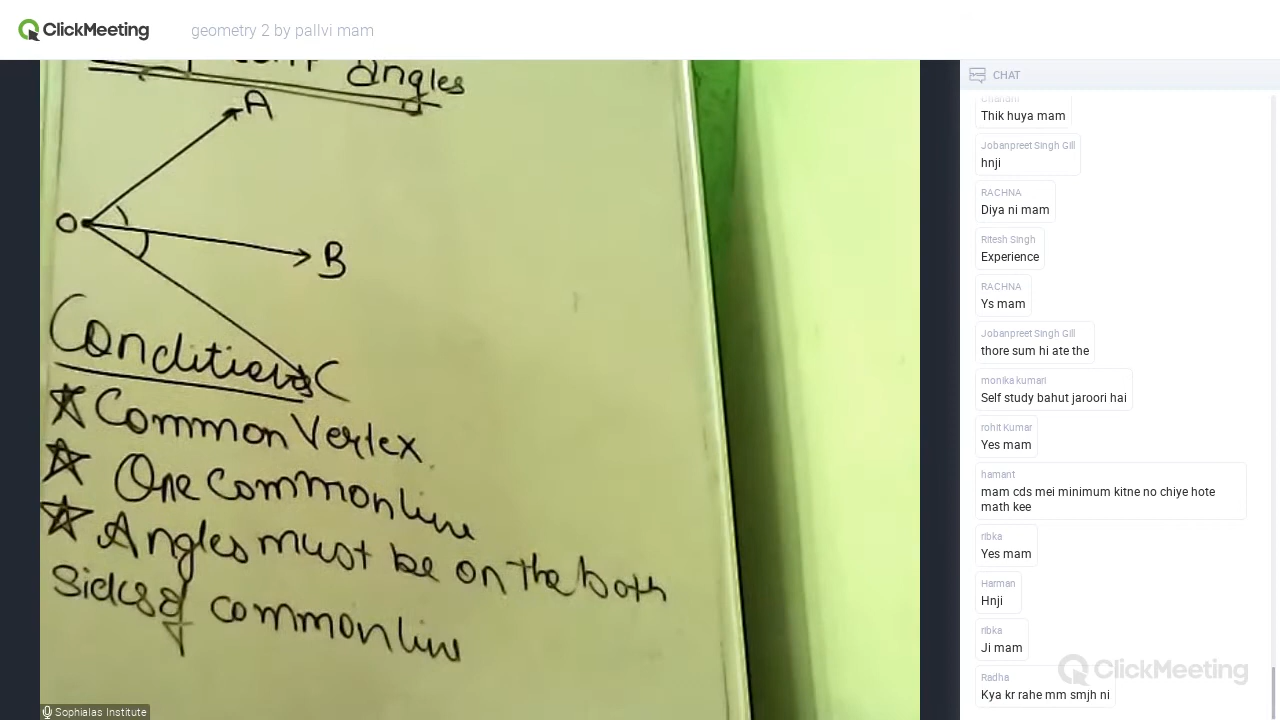 ClickMeeting
geometry 2 by pallvi mam
angles
A
O
B
C
Conditions
Common Vertex
One Common line
Angles must be on the both
Sides of common line
Sophialas Institute
CHAT
Thik huya mam
Jobanpreet Singh Gill
hnji
RACHNA
Diya ni mam
Ritesh Singh
Experience
RACHNA
Ys mam
Jobanpreet Singh Gill
thore sum hi ate the
monika kumari
Self study bahut jaroori hai
rohit Kumar
Yes mam
hamant
mam cds mei minimum kitne no chiye hote
math kee
ribka
Yes mam
Harman
Hnji
ribka
Ji mam
Radha
Kya kr rahe mm smjh ni
ClickMeeting